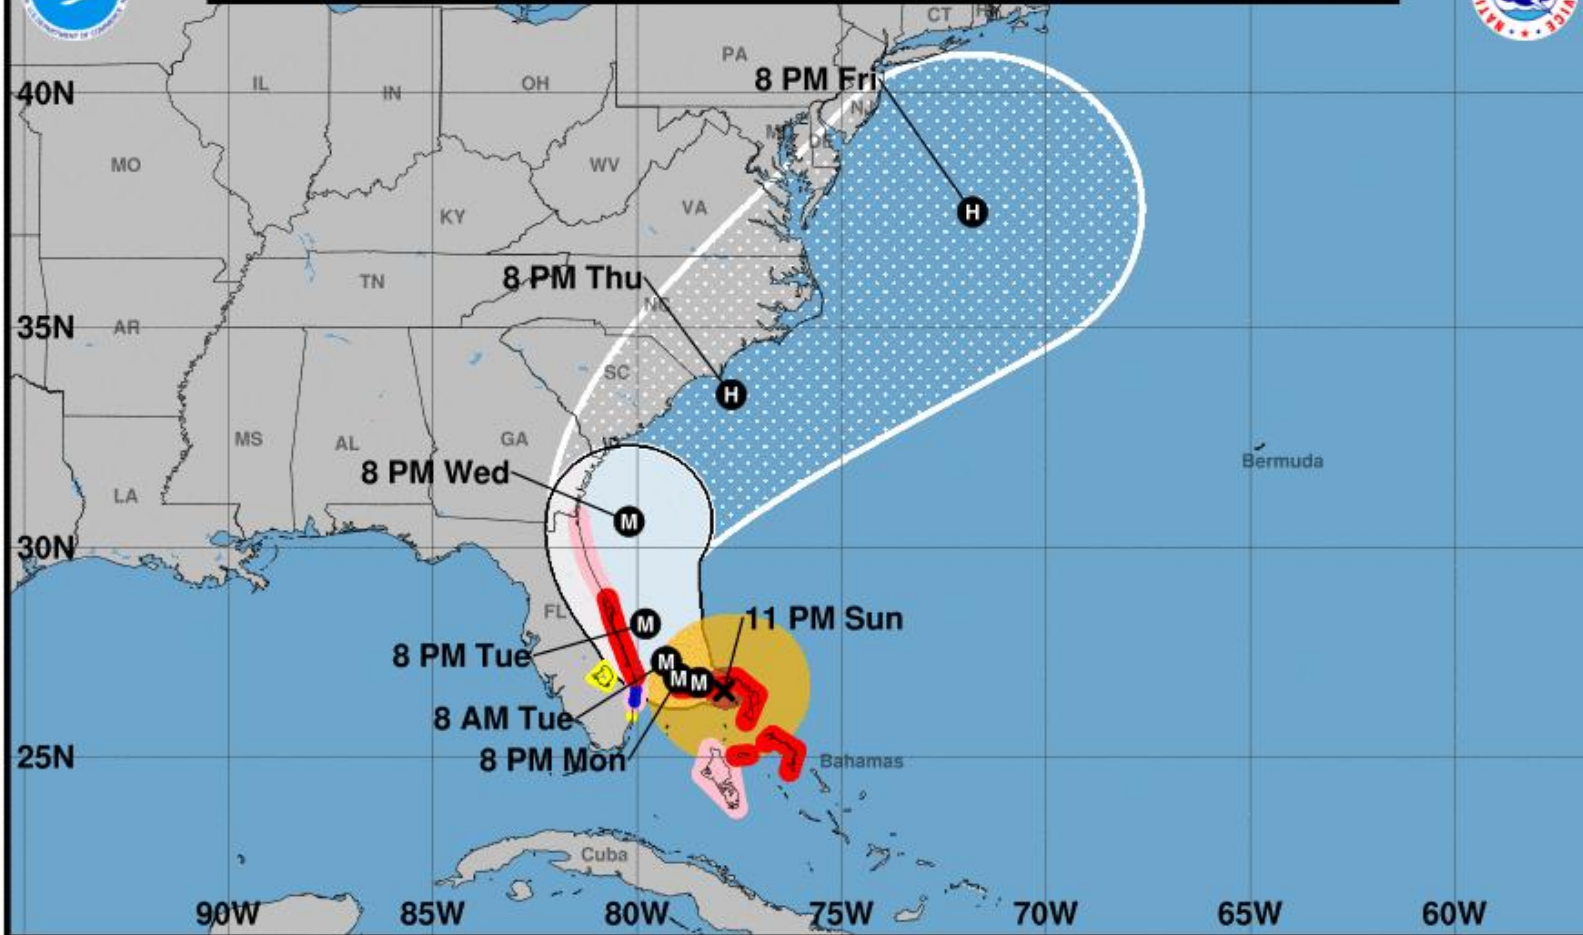 CT
PA
8 PM Fri
IL
IN
OH
NJ
40N
DE
MO
WV
VA
KY
H
8 PM Thu
TN
NC
AR
35N
SC
H
MS
AL
GA
8 PM Wed
Bermuda
LA
M
30N
FL
M
11 PM Sun
8 PM Tue
M
M
M
8 AM Tue
8 PM Mon
25N
Bahamas
Cuba
90W
85W
80W
75W
70W
65W
60W